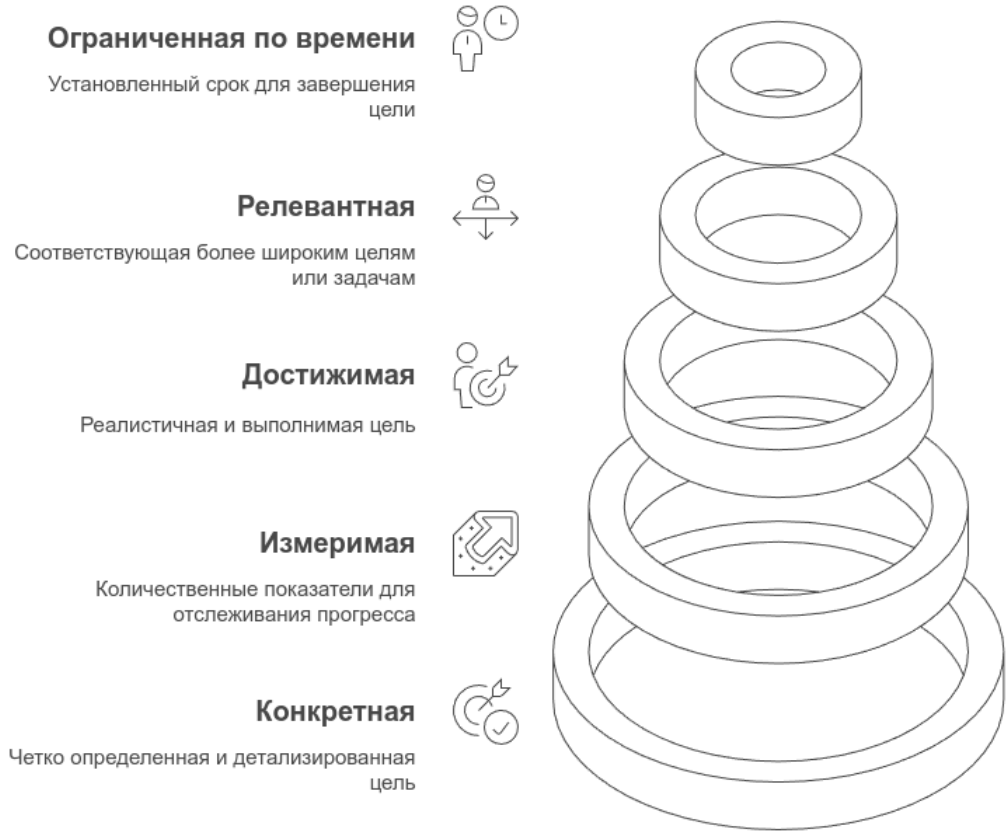 Ограниченная по времени
Установленный срок для завершения
цели
Релевантная
Соответствующая более широким целям
или задачам
Достижимая
Реалистичная и выполнимая цель
Измеримая
Количественные показатели для
отслеживания прогресса
Конкретная
Четко определенная и детализированная
цель